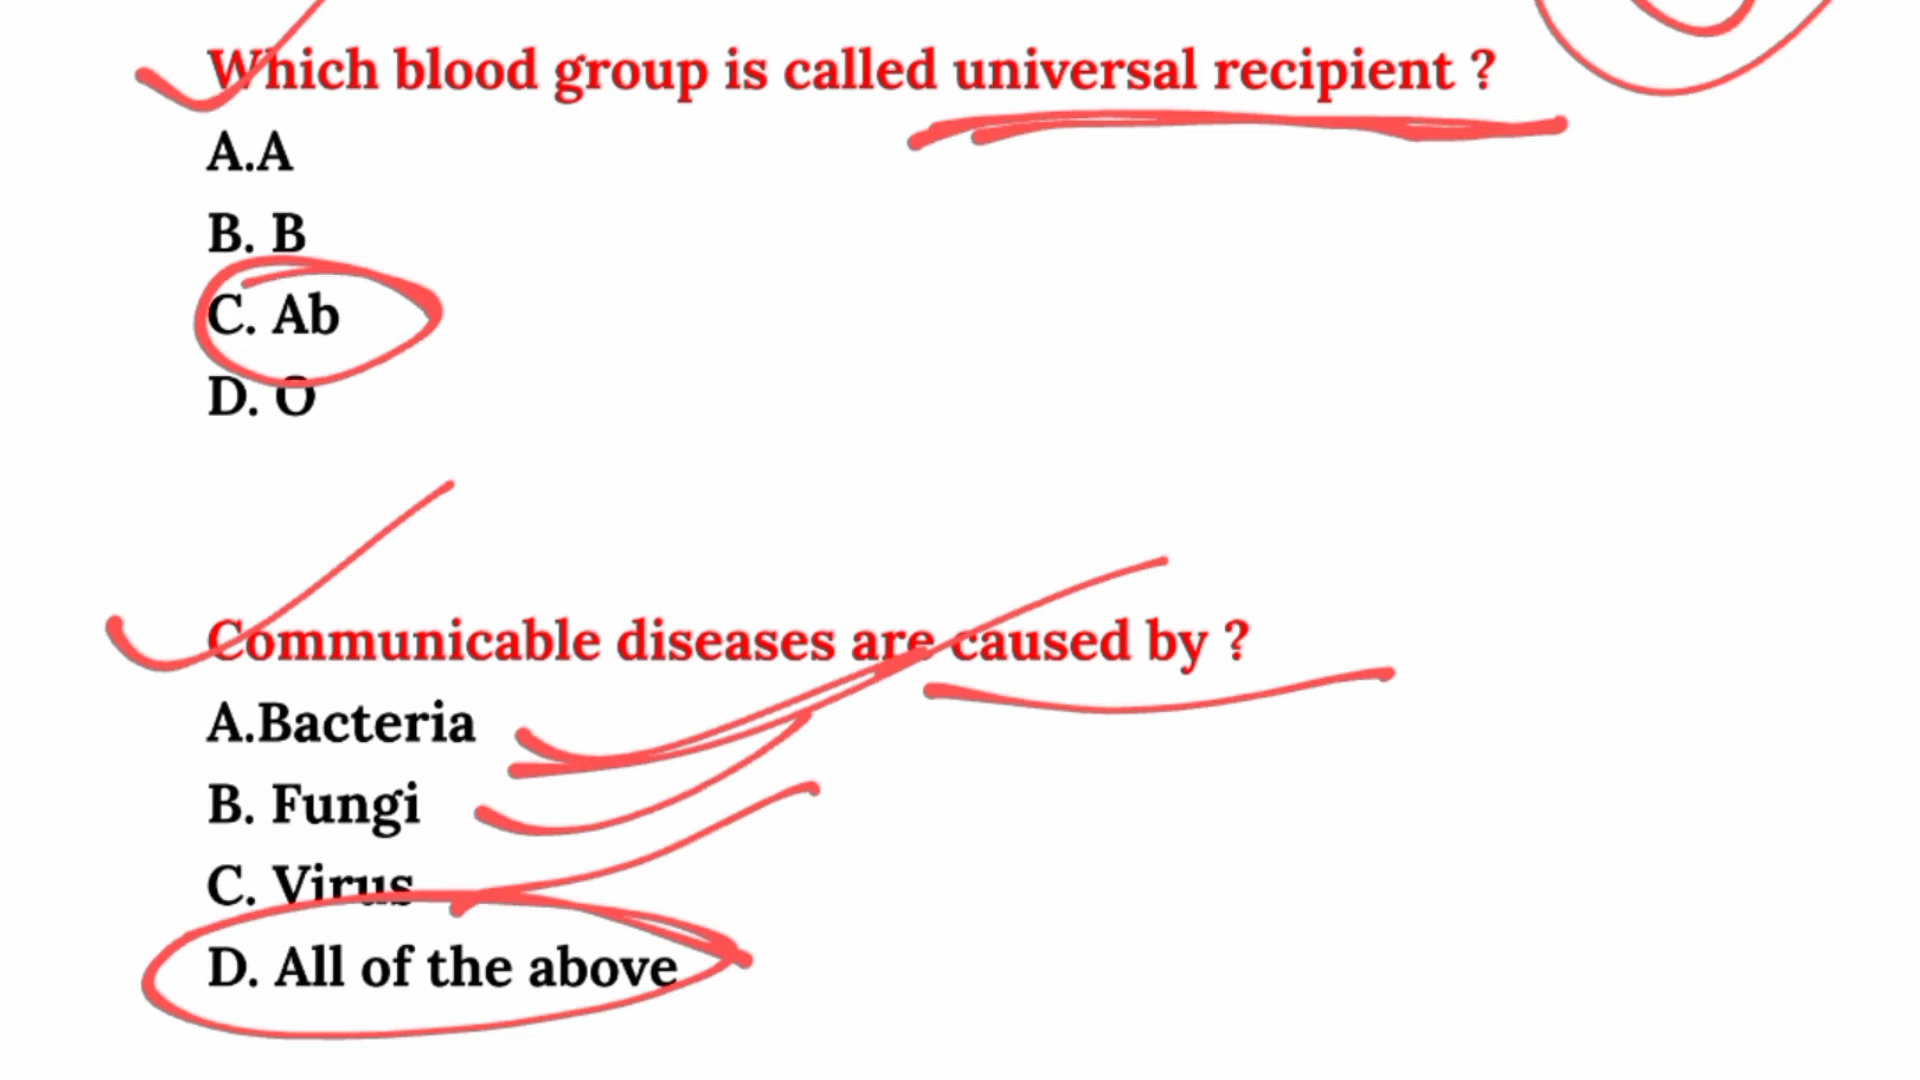 Which blood group is called universal recipient ?
A.A
B. B
C. Ab
D. O
Communicable diseases are caused by ?
A.Bacteria
B. Fungi
C. Virus
D. All of the above